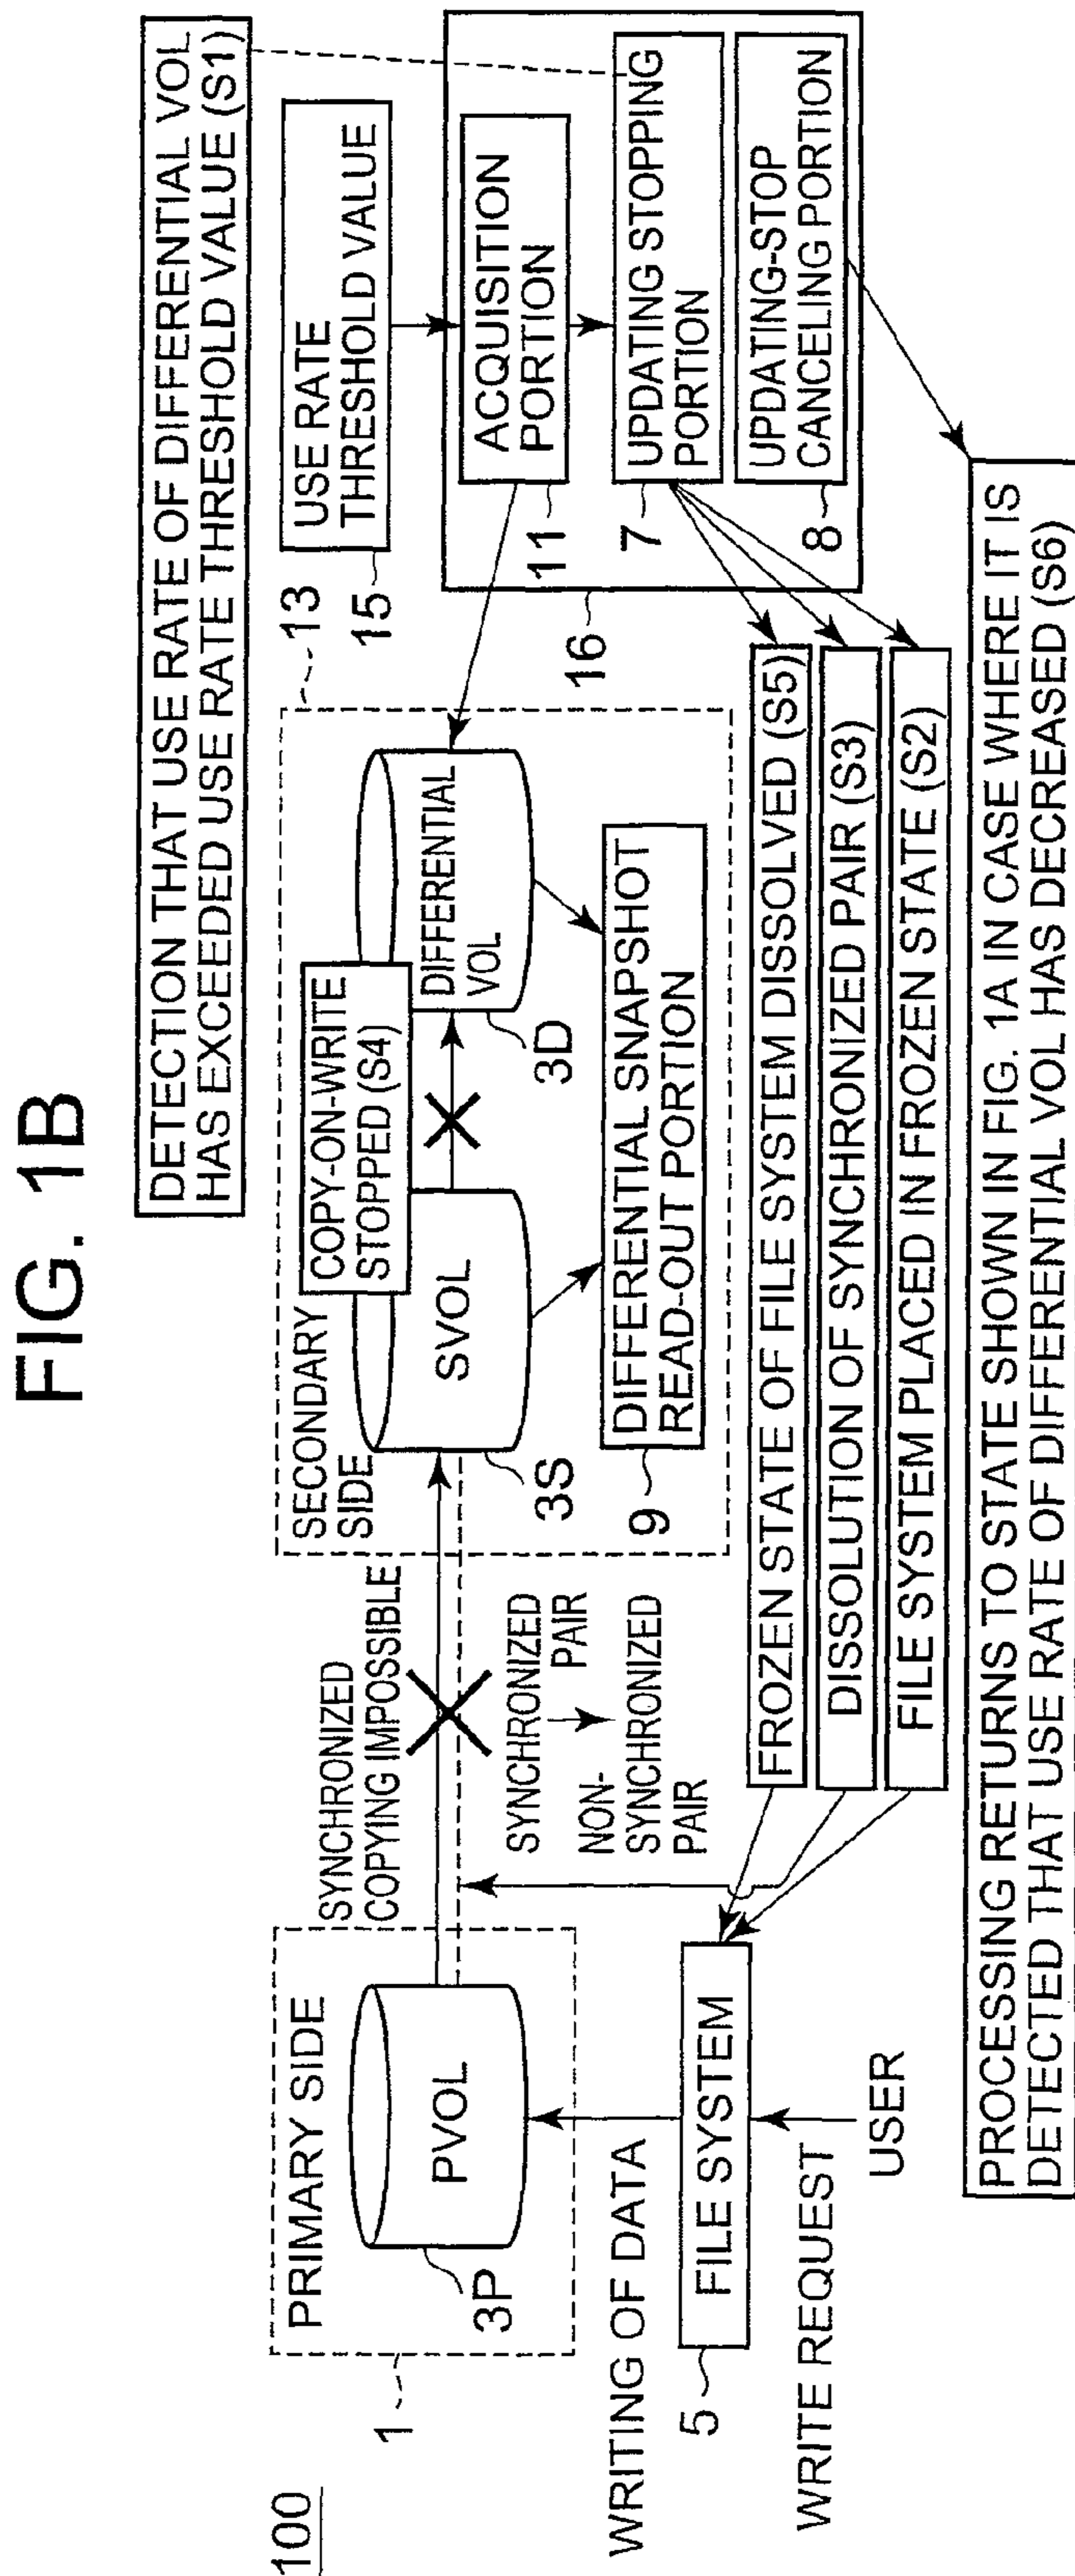 FIG. 1B
100
DETECTION THAT USE RATE OF DIFFERENTIAL VOL
HAS EXCEEDED USE RATE THRESHOLD VALUE (S1)
1
PRIMARY SIDE
PVOL
3P
SYNCHRONIZED
COPYING IMPOSSIBLE
SYNCHRONIZED
PAIR
NON-
SYNCHRONIZED
PAIR
SECONDARY
SIDE
COPY-ON-WRITE
STOPPED (S4)
SVOL
3S
DIFFERENTIAL
VOL
3D
DIFFERENTIAL SNAPSHOT
READ-OUT PORTION
9
13
15
USE RATE
THRESHOLD VALUE
ACQUISITION
PORTION
11
UPDATING STOPPING
PORTION
7
UPDATING-STOP
CANCELING PORTION
8
16
WRITING OF DATA
FILE SYSTEM
5
WRITE REQUEST
USER
FROZEN STATE OF FILE SYSTEM DISSOLVED (S5)
DISSOLUTION OF SYNCHRONIZED PAIR (S3)
FILE SYSTEM PLACED IN FROZEN STATE (S2)
PROCESSING RETURNS TO STATE SHOWN IN FIG. 1A IN CASE WHERE IT IS
DETECTED THAT USE RATE OF DIFFERENTIAL VOL HAS DECREASED (S6)